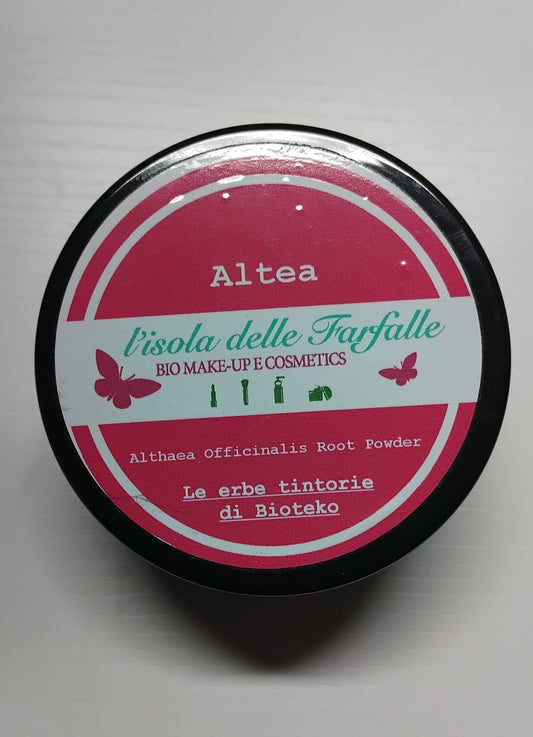 Altea
l'isola delle Farfalle
BIO MAKE-UP E COSMETICS
Althaea Officinalis Root Powder
Le erbe tintorie
di Bioteko